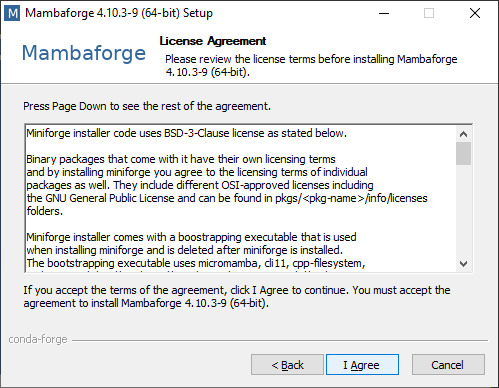 M Mambaforge 4.10.3-9 (64-bit) Setup
Mambaforge
License Agreement
Please review the license terms before installing Mambaforge
4.10.3-9 (64-bit).
Press Page Down to see the rest of the agreement.
Miniforge installer code uses BSD-3-Clause license as stated below.
Binary packages that come with it have their own licensing terms
and by installing miniforge you agree to the licensing terms of individual
packages as well. They include different OSI-approved licenses including
the GNU General Public License and can be found in pkgs/<pkg-name>/info/licenses
folders.
Miniforge installer comes with a boostrapping executable that is used
when installing miniforge and is deleted after miniforge is installed.
The bootstrapping executable uses micromamba, cli11, cpp-filesystem,
If you accept the terms of the agreement, click I Agree to continue. You must accept the
agreement to install Mambaforge 4.10.3-9 (64-bit).
conda-forge
< Back
I Agree
Cancel